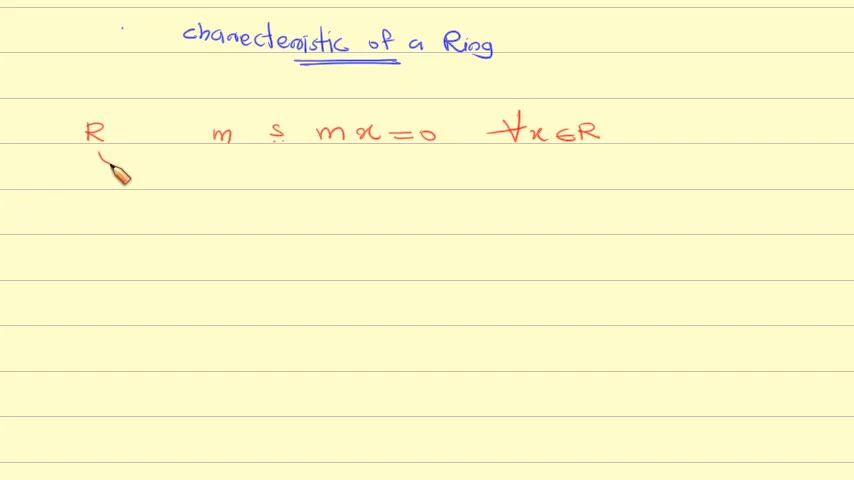 charecteristic of a Ring
R m s mx = 0 ∀x ∈ R